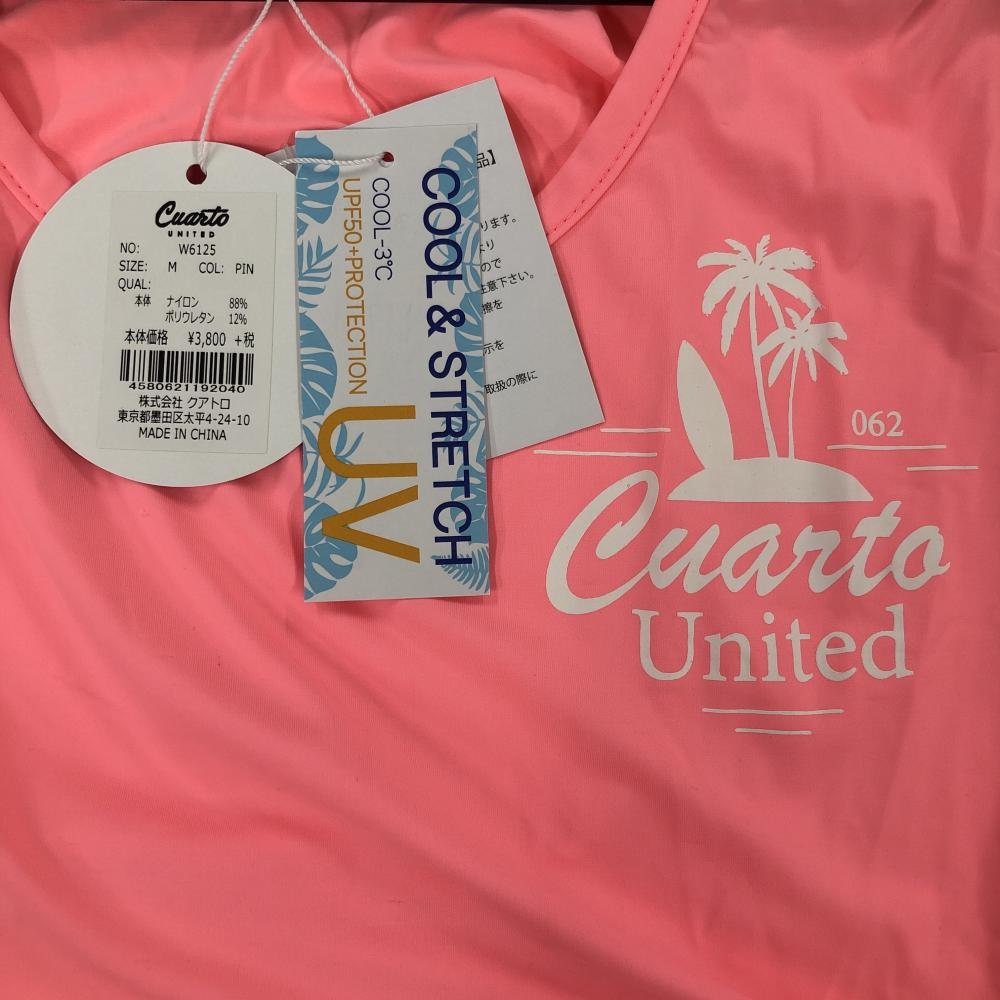 Cuarto
UNITED
NO: W6125
SIZE: M COL: PIN
QUAL:
本体 ナイロン 88%
ポリウレタン 12%
本体価格 ¥3,800 +税
4580621192040
株式会社 クアトロ
東京都墨田区太平4-24-10
MADE IN CHINA
COOL & STRETCH
COOL-3℃
UPF50+PROTECTION
UV
品】
ります。
より
ので
注意下さい。
擦を
示を
取扱の際に
062
Cuarto
United